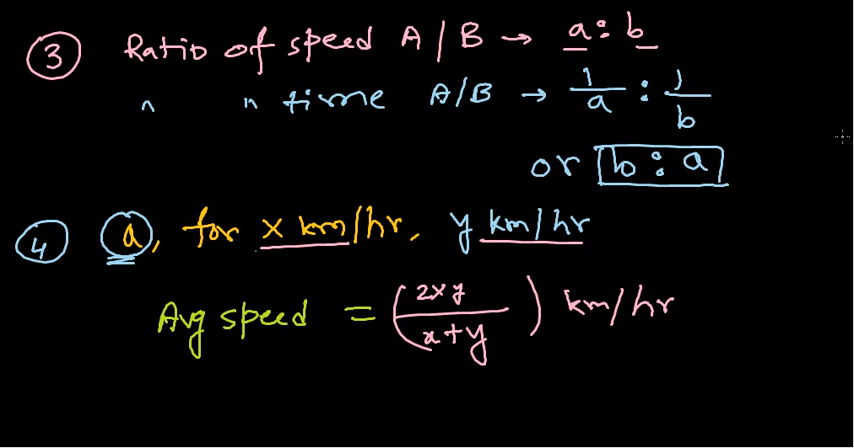 3 Ratio of speed A/B → a : b
" " time A/B → 1/a : 1/b
or b : a
4 a, for x km/hr, y km/hr
Avg speed = (2xy/x+y) km/hr